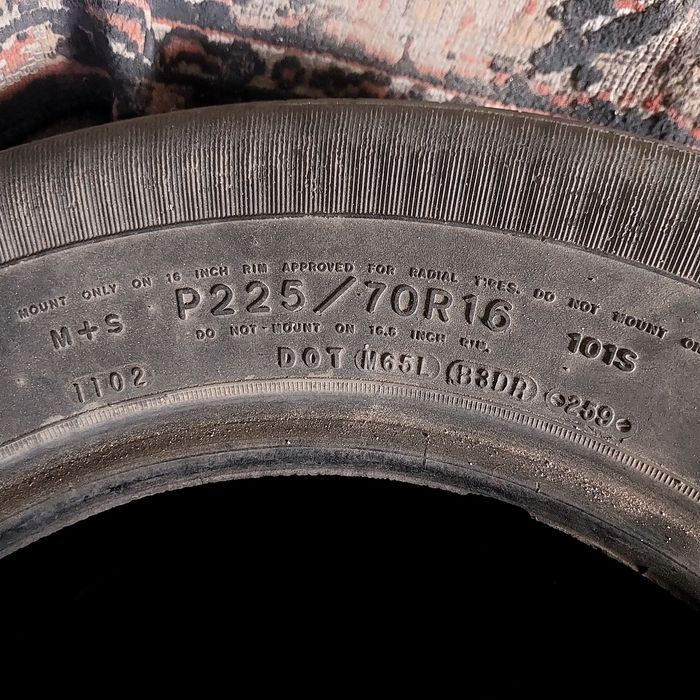 MOUNT ONLY ON 16 INCH RIM APPROVED FOR RADIAL TIRES. DO NOT MOUNT ON
M+S P225/70R16 101S
DO NOT MOUNT ON 16.5 INCH RIM.
1102 DOT M65L B3DR 259